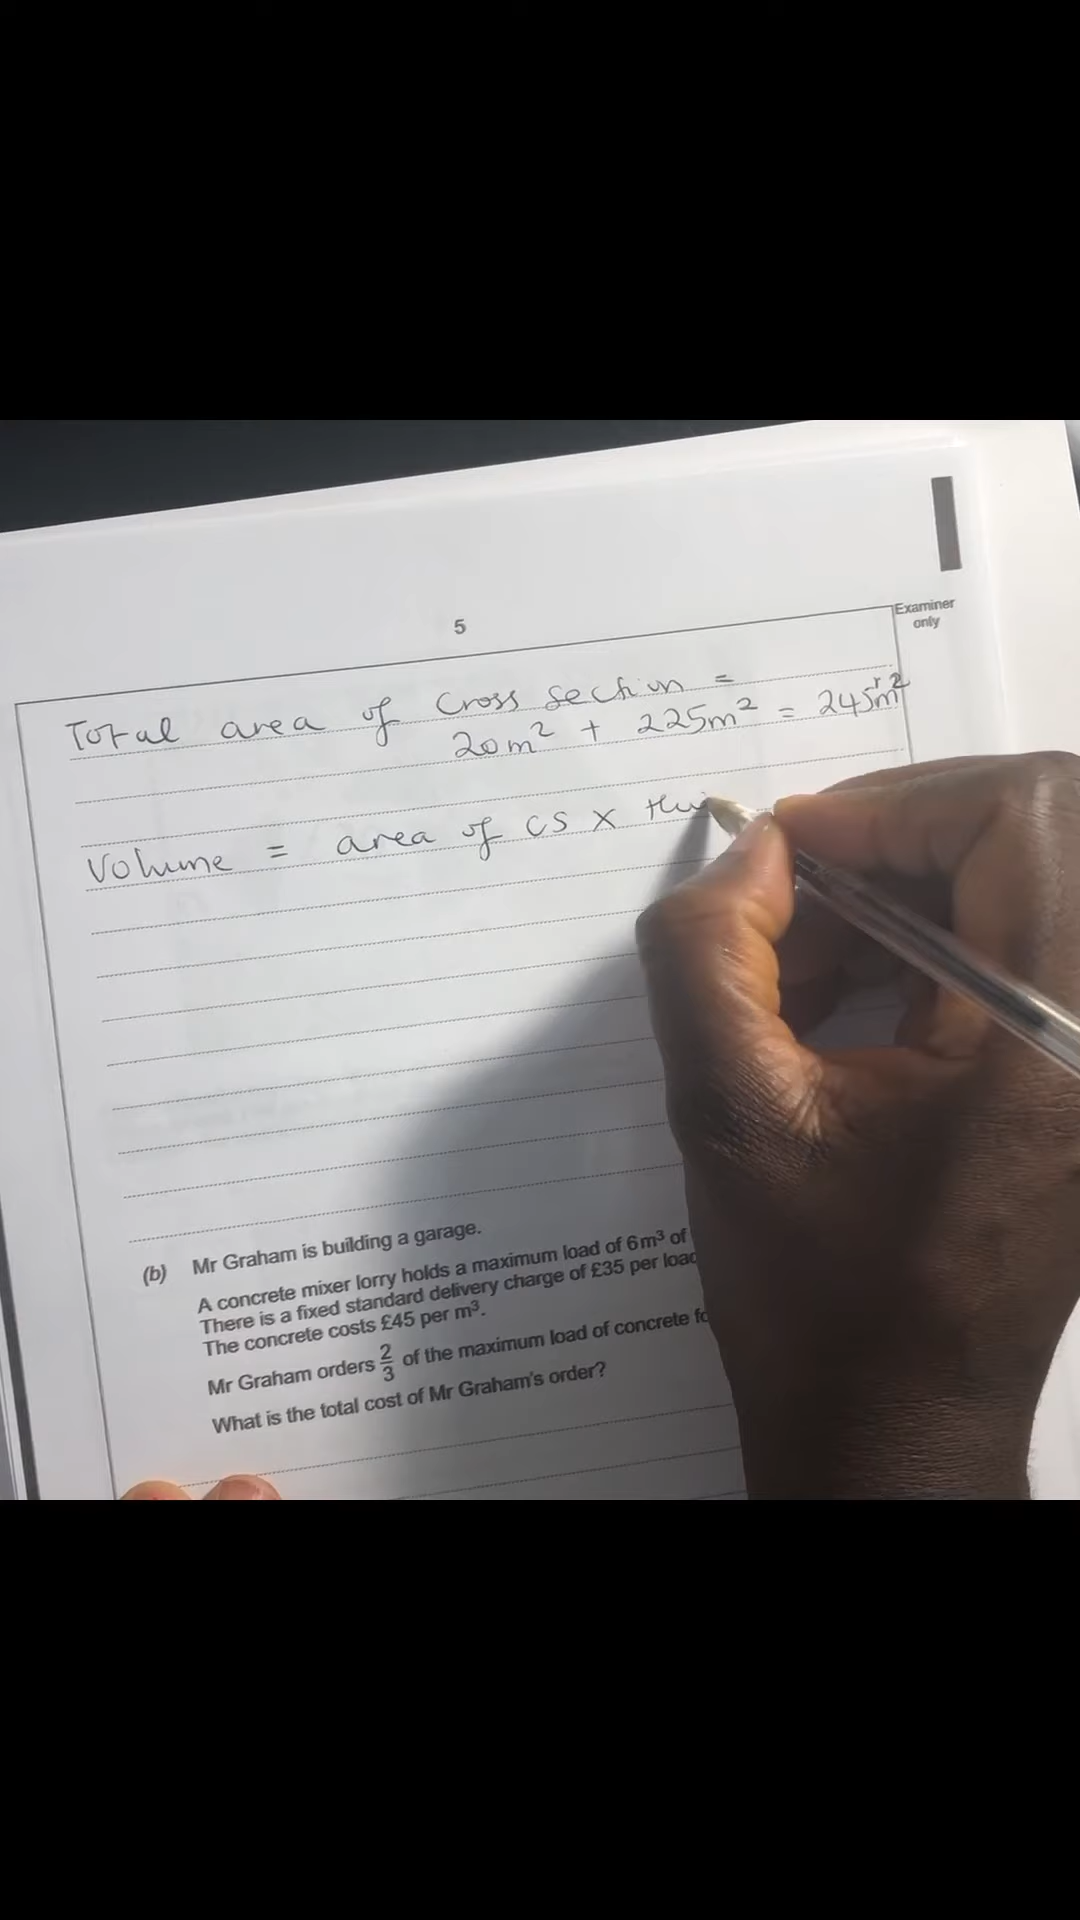 5
Examiner
only
Total area of cross section =
20m² + 225m² = 245m²
Volume = area of CS x
(b) Mr Graham is building a garage.
A concrete mixer lorry holds a maximum load of 6m³ of
There is a fixed standard delivery charge of £35 per load
The concrete costs £45 per m³.
Mr Graham orders 2/3 of the maximum load of concrete
What is the total cost of Mr Graham's order?